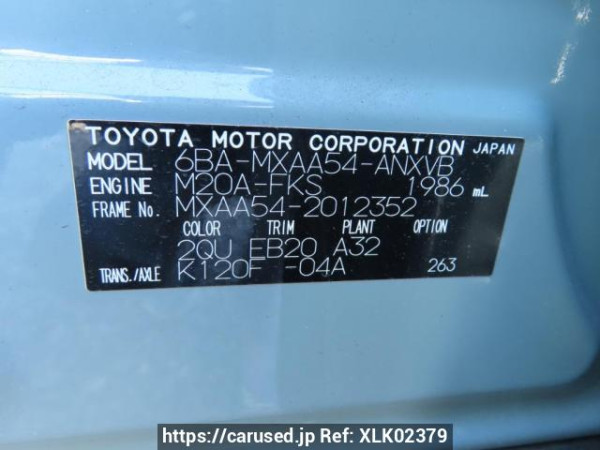 TOYOTA MOTOR CORPORATION JAPAN
MODEL 6BA-MXAA54-ANXVB
ENGINE M20A-FKS 1986 mL
FRAME No. MXAA54-2012352
COLOR TRIM PLANT OPTION
2QU EB20 A32
TRANS./AXLE K120F -04A 263
https://carused.jp Ref: XLK02379